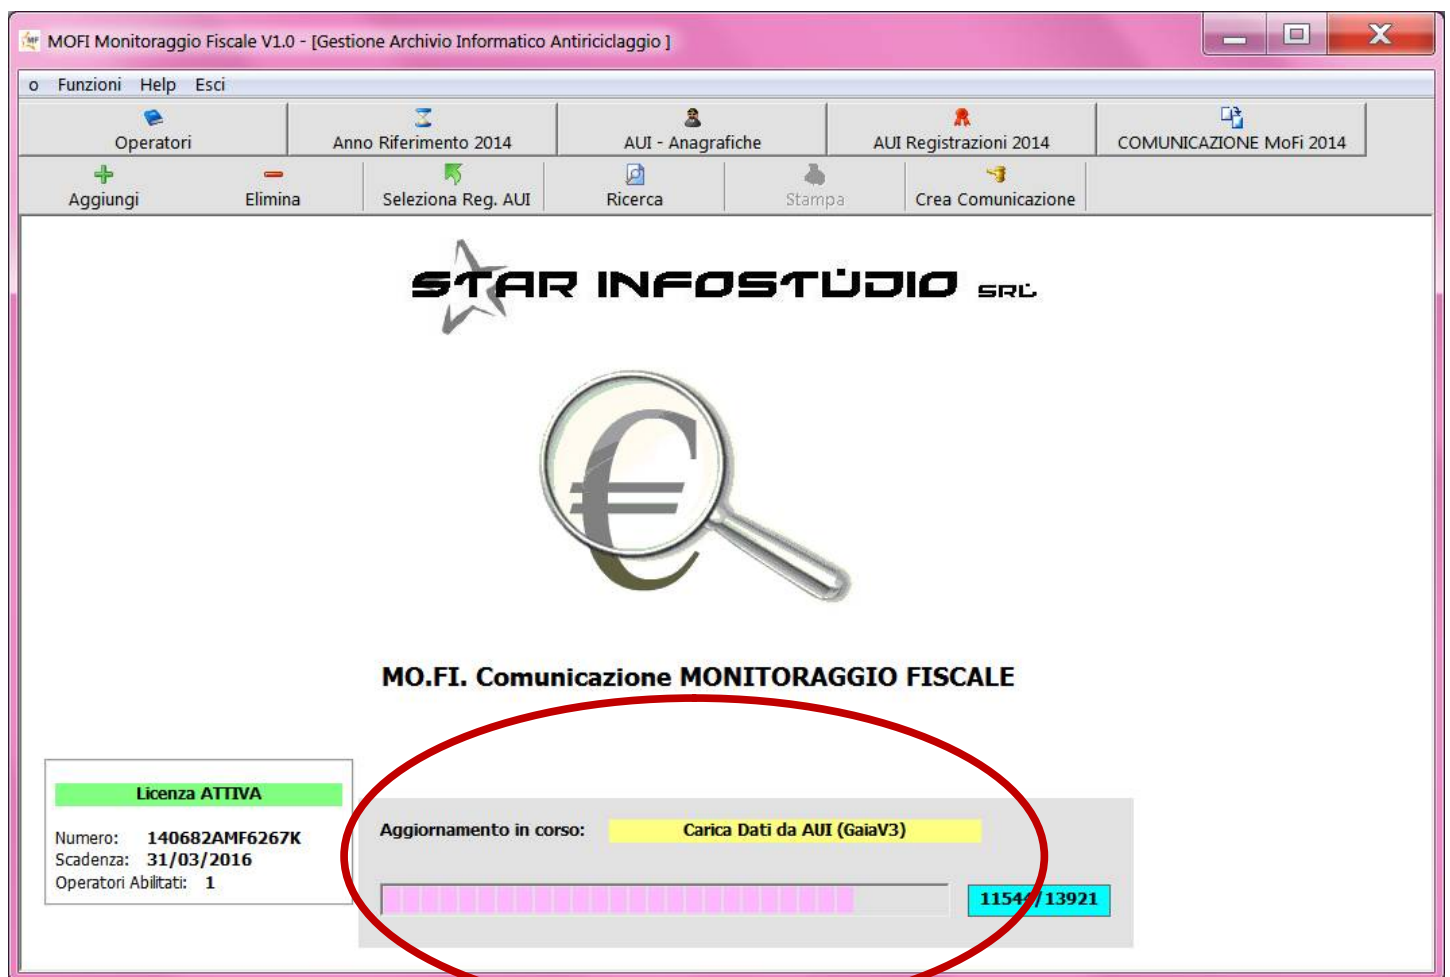 MOFI Monitoraggio Fiscale V1.0 - [Gestione Archivio Informatico Antiriciclaggio ]
o Funzioni Help Esci
Operatori Anno Riferimento 2014 AUI - Anagrafiche AUI Registrazioni 2014 COMUNICAZIONE MoFi 2014
Aggiungi Elimina Seleziona Reg. AUI Ricerca Stampa Crea Comunicazione
STAR INFOSTÙDIO SRL
MO.FI. Comunicazione MONITORAGGIO FISCALE
Licenza ATTIVA
Numero: 140682AMF6267K
Scadenza: 31/03/2016
Operatori Abilitati: 1
Aggiornamento in corso: Carica Dati da AUI (GaiaV3)
11544/13921